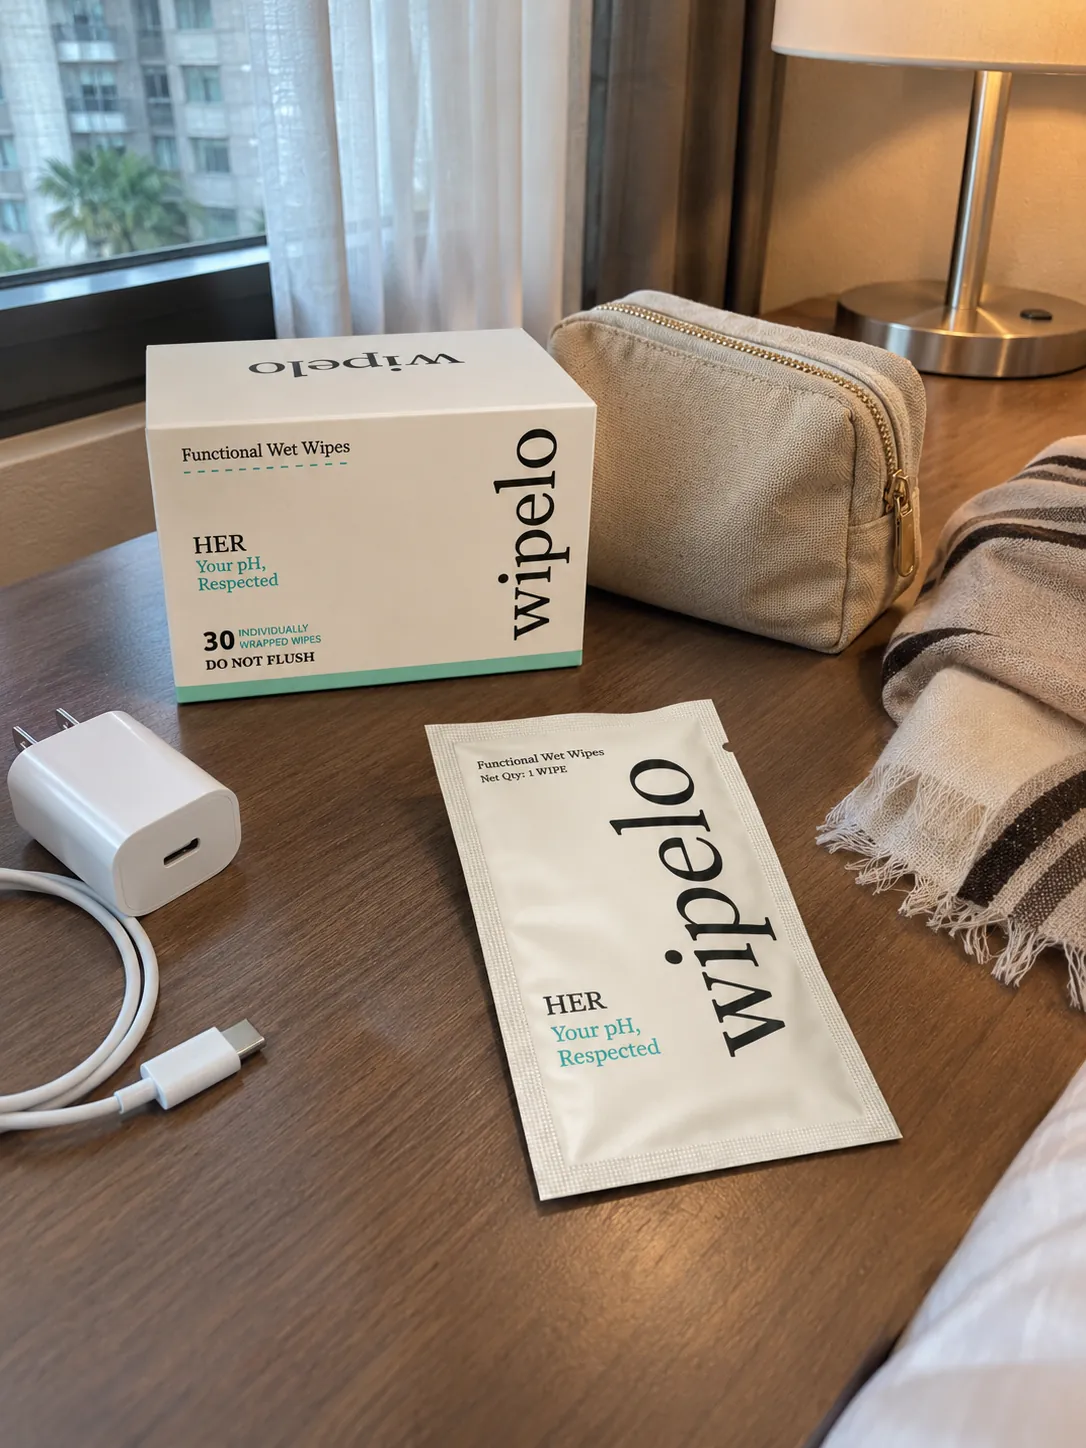 wipelo
Functional Wet Wipes
HER
Your pH,
Respected
30 INDIVIDUALLY
WRAPPED WIPES
DO NOT FLUSH
wipelo
Functional Wet Wipes
Net Qty: 1 WIPE
HER
Your pH,
Respected
wipelo